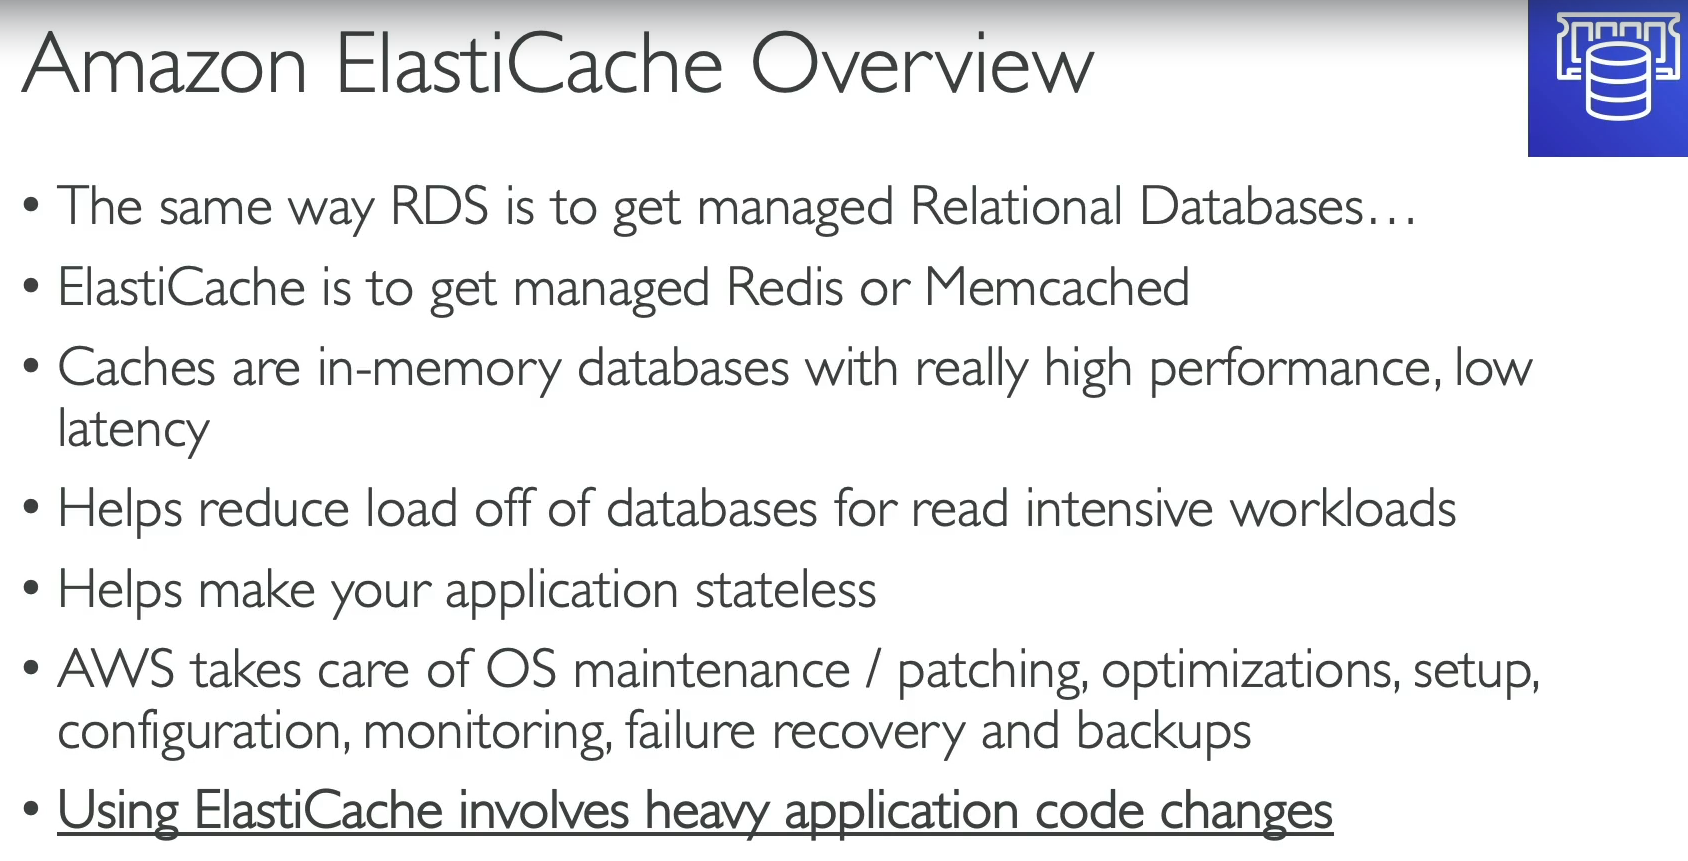 Amazon ElastiCache Overview
• The same way RDS is to get managed Relational Databases…
• ElastiCache is to get managed Redis or Memcached
• Caches are in-memory databases with really high performance, low
latency
• Helps reduce load off of databases for read intensive workloads
• Helps make your application stateless
• AWS takes care of OS maintenance / patching, optimizations, setup,
configuration, monitoring, failure recovery and backups
• Using ElastiCache involves heavy application code changes